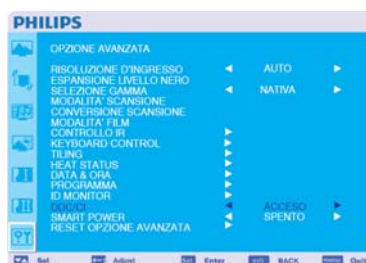 PHILIPS
OPZIONE AVANZATA
RISOLUZIONE D'INGRESSO AUTO
ESPANSIONE LIVELLO NERO
SELEZIONE GAMMA NATIVA
MODALITA' SCANSIONE
CONVERSIONE SCANSIONE
MODALITA' FILM
CONTROLLO IR
KEYBOARD CONTROL
TILING
HEAT STATUS
DATA & ORA
PROGRAMMA
ID MONITOR
DDC/CI ACCESO
SMART POWER SPENTO
RESET OPZIONE AVANZATA
Sel Adjust Enter BACK Quit